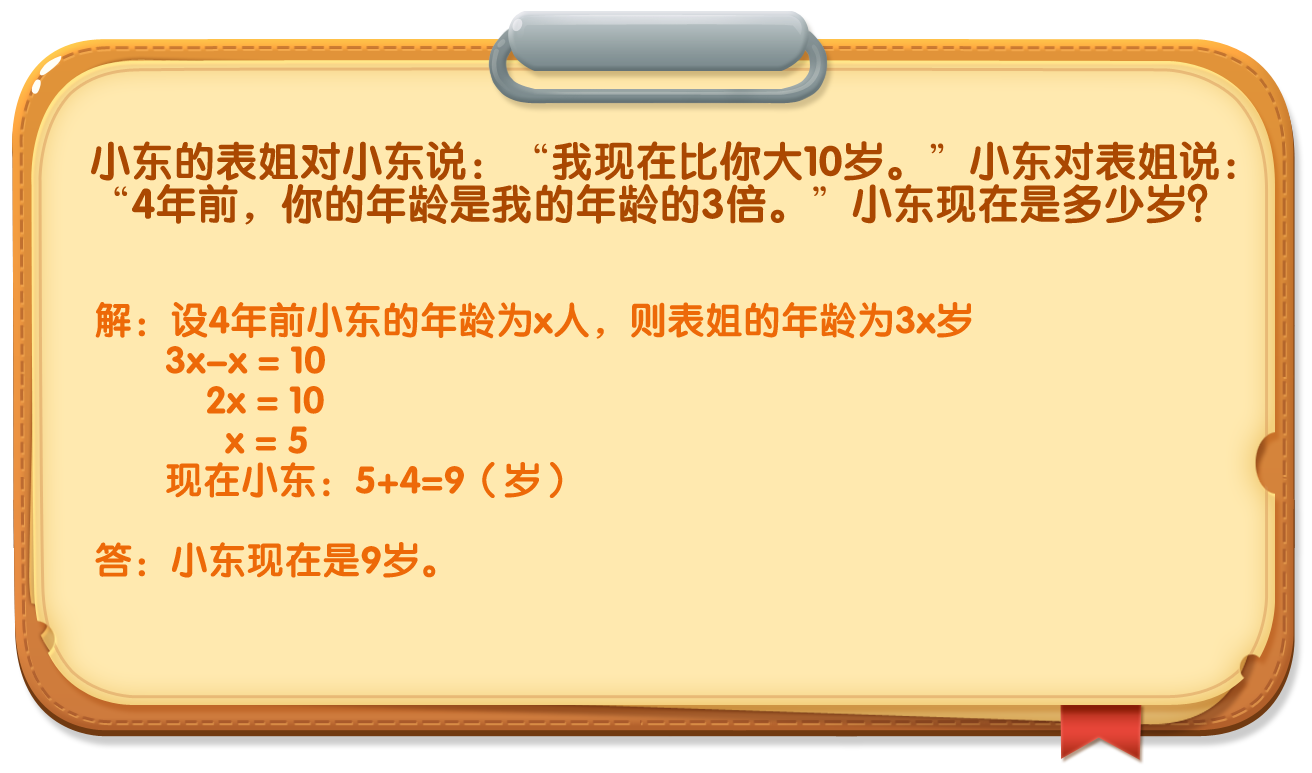 小东的表姐对小东说：“我现在比你大10岁。”小东对表姐说：
“4年前，你的年龄是我的年龄的3倍。”小东现在是多少岁？
解：设4年前小东的年龄为x人，则表姐的年龄为3x岁
3x–x = 10
2x = 10
x = 5
现在小东：5+4=9（岁）
答：小东现在是9岁。